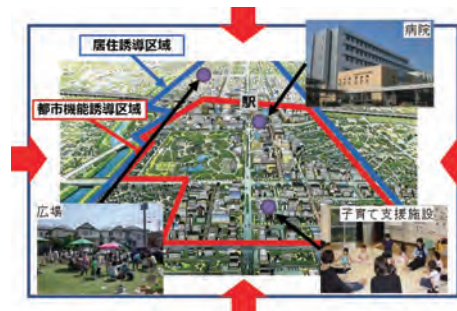 病院
居住誘導区域
駅
都市機能誘導区域
広場
子育て支援施設